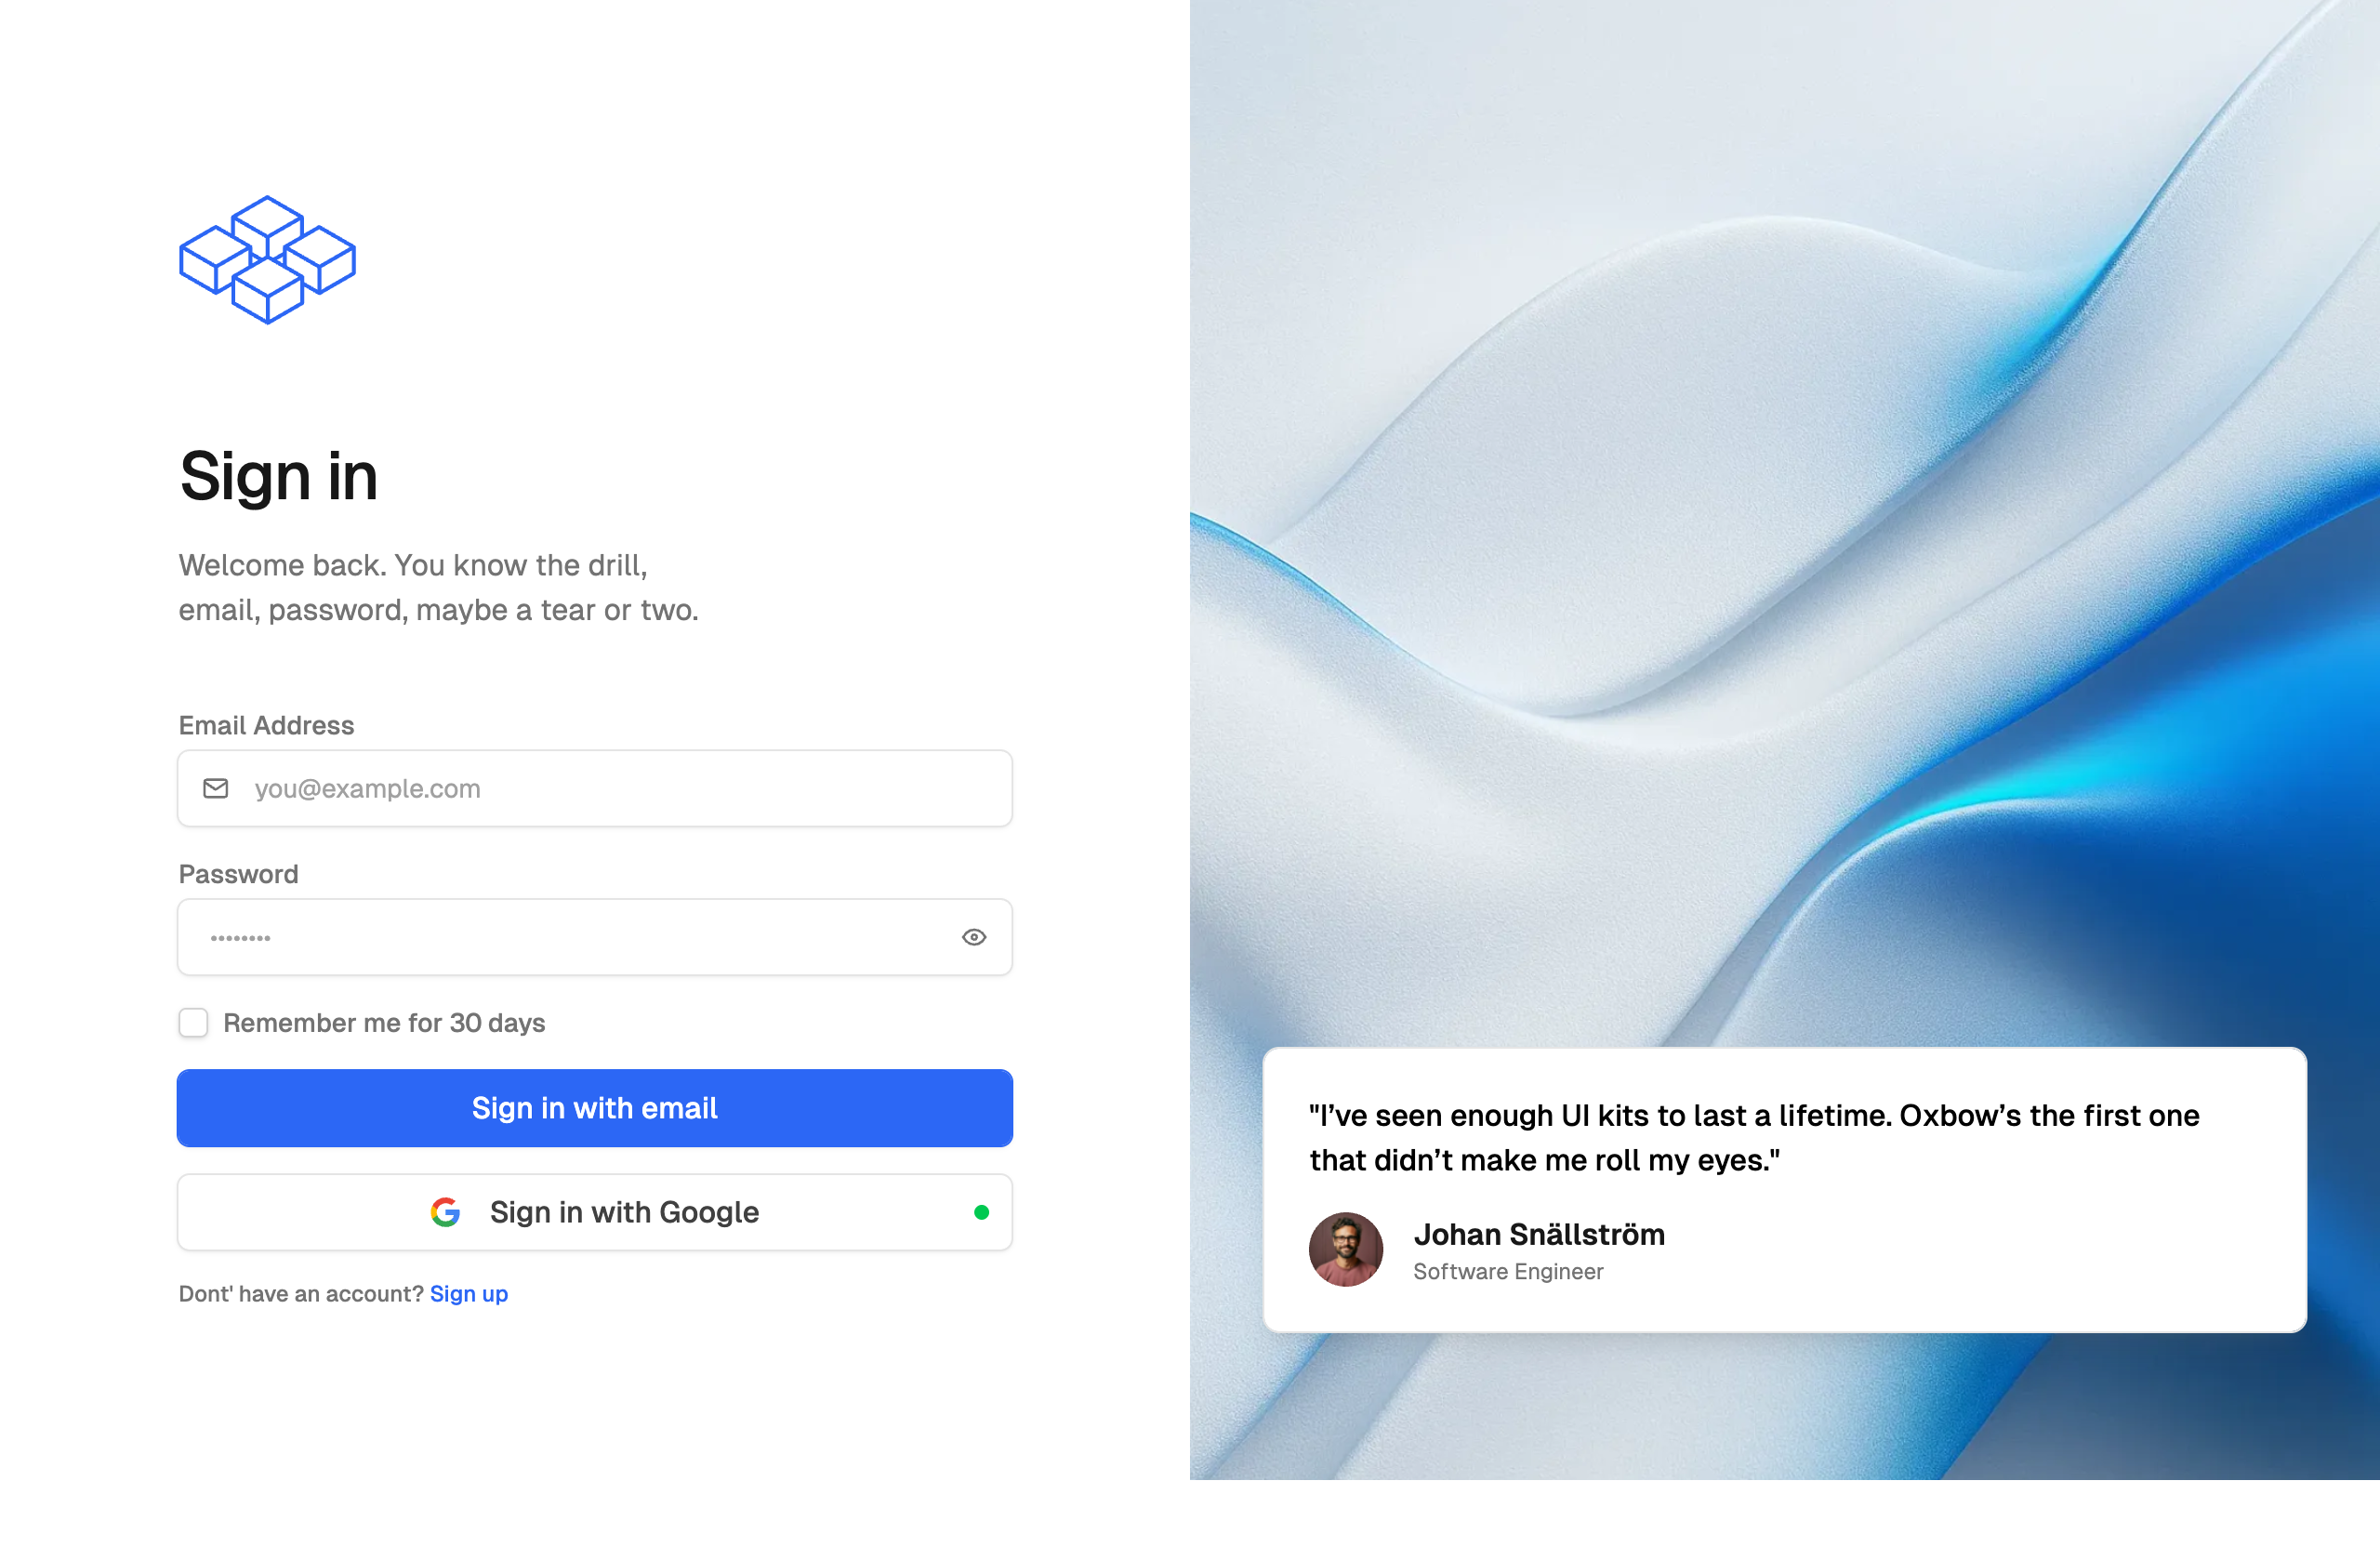 Sign in
Welcome back. You know the drill,
email, password, maybe a tear or two.
Email Address
you@example.com
Password
••••••••
Remember me for 30 days
Sign in with email
Sign in with Google
Dont' have an account? Sign up
"I’ve seen enough UI kits to last a lifetime. Oxbow’s the first one
that didn’t make me roll my eyes."
Johan Snällström
Software Engineer